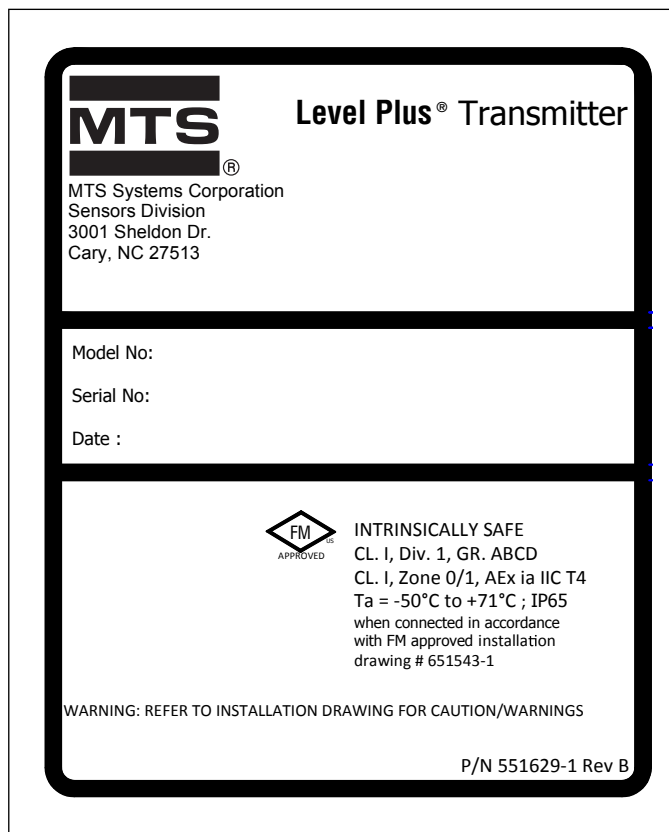 MTS
®
Level Plus® Transmitter
MTS Systems Corporation
Sensors Division
3001 Sheldon Dr.
Cary, NC 27513
Model No:
Serial No:
Date :
FM
us
APPROVED
INTRINSICALLY SAFE
CL. I, Div. 1, GR. ABCD
CL. I, Zone 0/1, AEx ia IIC T4
Ta = -50°C to +71°C ; IP65
when connected in accordance
with FM approved installation
drawing # 651543-1
WARNING: REFER TO INSTALLATION DRAWING FOR CAUTION/WARNINGS
P/N 551629-1 Rev B